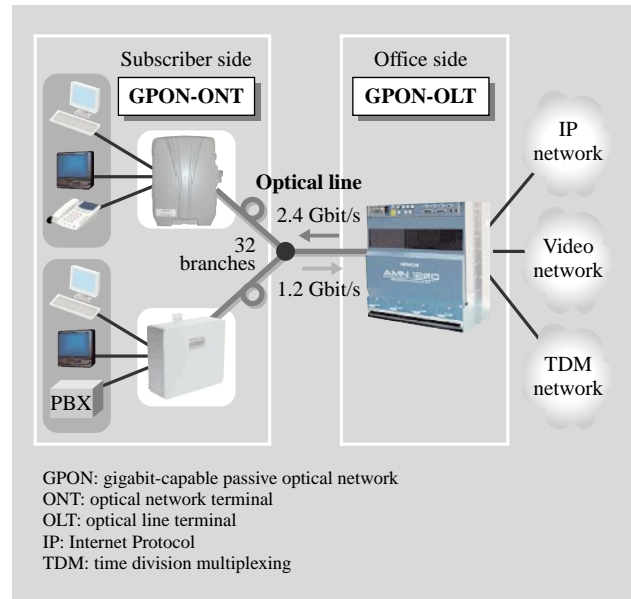 Subscriber side
GPON-ONT
Office side
GPON-OLT
Optical line
2.4 Gbit/s
32
branches
1.2 Gbit/s
HITACHI
AMN 1220
PBX
IP
network
Video
network
TDM
network
GPON: gigabit-capable passive optical network
ONT: optical network terminal
OLT: optical line terminal
IP: Internet Protocol
TDM: time division multiplexing